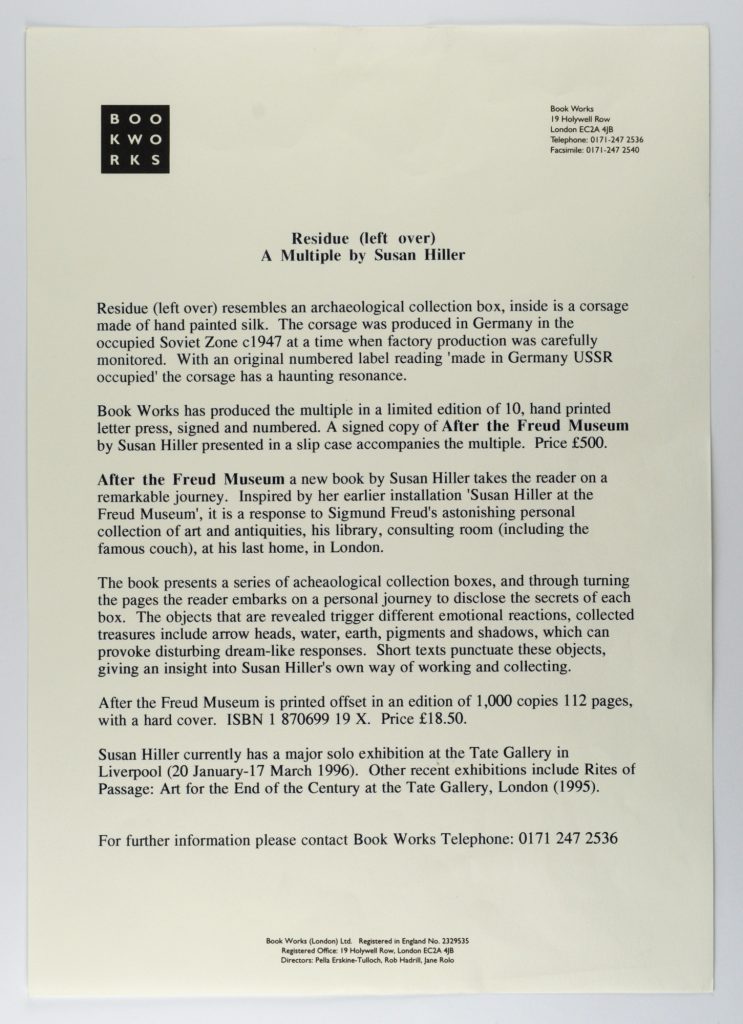 BOO
KWO
RKS
Book Works
19 Holywell Row
London EC2A 4JB
Telephone: 0171-247 2536
Facsimile: 0171-247 2540
Residue (left over)
A Multiple by Susan Hiller
Residue (left over) resembles an archaeological collection box, inside is a corsage
made of hand painted silk. The corsage was produced in Germany in the
occupied Soviet Zone c1947 at a time when factory production was carefully
monitored. With an original numbered label reading 'made in Germany USSR
occupied' the corsage has a haunting resonance.
Book Works has produced the multiple in a limited edition of 10, hand printed
letter press, signed and numbered. A signed copy of After the Freud Museum
by Susan Hiller presented in a slip case accompanies the multiple. Price £500.
After the Freud Museum a new book by Susan Hiller takes the reader on a
remarkable journey. Inspired by her earlier installation 'Susan Hiller at the
Freud Museum', it is a response to Sigmund Freud's astonishing personal
collection of art and antiquities, his library, consulting room (including the
famous couch), at his last home, in London.
The book presents a series of acheaological collection boxes, and through turning
the pages the reader embarks on a personal journey to disclose the secrets of each
box. The objects that are revealed trigger different emotional reactions, collected
treasures include arrow heads, water, earth, pigments and shadows, which can
provoke disturbing dream-like responses. Short texts punctuate these objects,
giving an insight into Susan Hiller's own way of working and collecting.
After the Freud Museum is printed offset in an edition of 1,000 copies 112 pages,
with a hard cover. ISBN 1 870699 19 X. Price £18.50.
Susan Hiller currently has a major solo exhibition at the Tate Gallery in
Liverpool (20 January-17 March 1996). Other recent exhibitions include Rites of
Passage: Art for the End of the Century at the Tate Gallery, London (1995).
For further information please contact Book Works Telephone: 0171 247 2536
Book Works (London) Ltd. Registered in England No. 2329535
Registered Office: 19 Holywell Row, London EC2A 4JB
Directors: Pella Erskine-Tulloch, Rob Hadrill, Jane Rolo